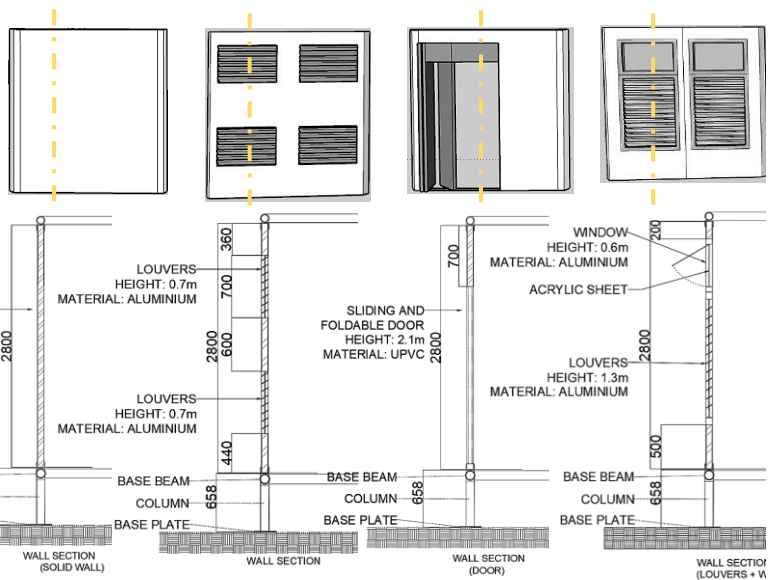 2800
WALL SECTION
(SOLID WALL)
360
LOUVERS
HEIGHT: 0.7m
MATERIAL: ALUMINIUM
700
2800
600
LOUVERS
HEIGHT: 0.7m
MATERIAL: ALUMINIUM
440
BASE BEAM
658
COLUMN
BASE PLATE
WALL SECTION
700
SLIDING AND
FOLDABLE DOOR
HEIGHT: 2.1m
MATERIAL: UPVC
2800
BASE BEAM
658
COLUMN
BASE PLATE
WALL SECTION
(DOOR)
200
WINDOW
HEIGHT: 0.6m
MATERIAL: ALUMINIUM
ACRYLIC SHEET
2800
LOUVERS
HEIGHT: 1.3m
MATERIAL: ALUMINIUM
500
BASE BEAM
658
COLUMN
BASE PLATE
WALL SECTION
(LOUVERS + W